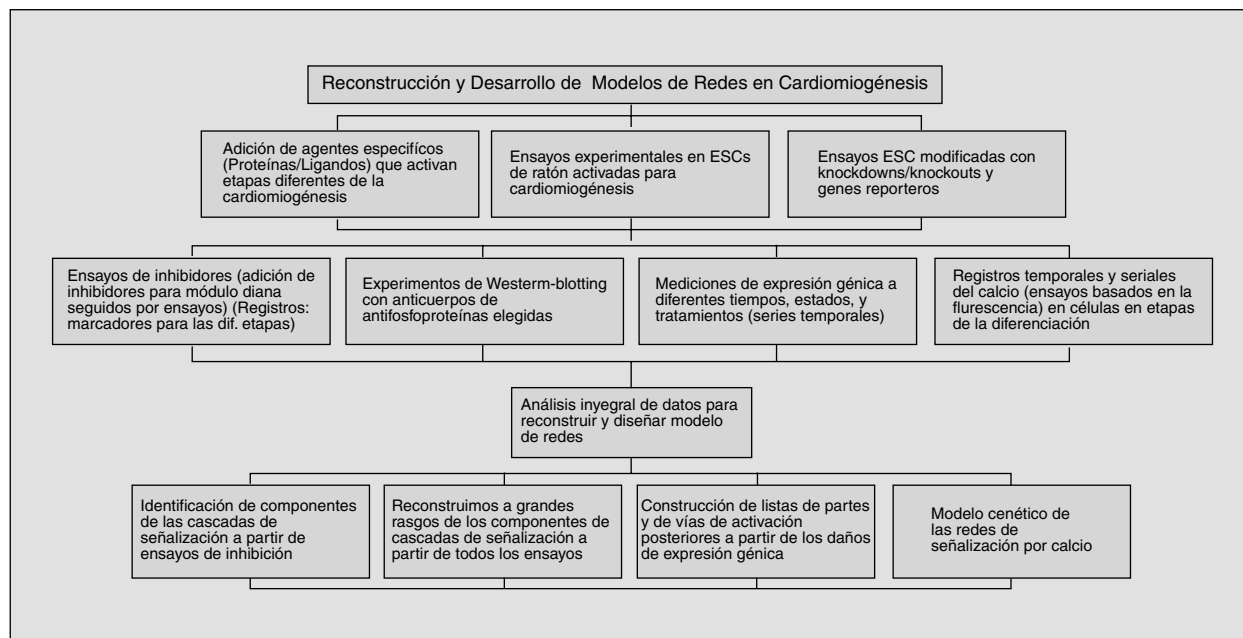 Reconstrucción y Desarrollo de Modelos de Redes en Cardiomiogénesis
Adición de agentes especifícos
(Proteínas/Ligandos) que activan
etapas diferentes de la
cardiomiogénesis
Ensayos experimentales en ESCs
de ratón activadas para
cardiomiogénesis
Ensayos ESC modificadas con
knockdowns/knockouts y
genes reporteros
Ensayos de inhibidores (adición de
inhibidores para módulo diana
seguidos por ensayos) (Registros:
marcadores para las dif. etapas)
Experimentos de Westerm-blotting
con anticuerpos de
antifosfoproteínas elegidas
Mediciones de expresión génica a
diferentes tiempos, estados, y
tratamientos (series temporales)
Registros temporales y seriales
del calcio (ensayos basados en la
flurescencia) en células en etapas
de la diferenciación
Análisis inyegral de datos para
reconstruir y diseñar modelo
de redes
Identificación de componentes
de las cascadas de
señalización a partir de
ensayos de inhibición
Reconstruimos a grandes
rasgos de los componentes de
cascadas de señalización a
partir de todos los ensayos
Construcción de listas de partes
y de vías de activación
posteriores a partir de los daños
de expresión génica
Modelo cenético de
las redes de
señalización por calcio